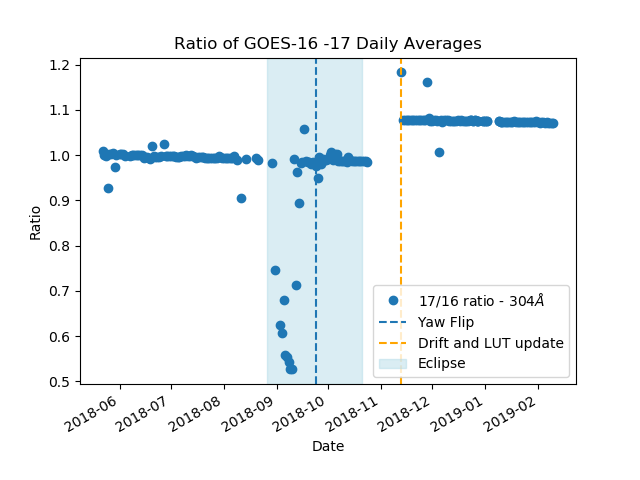 Ratio of GOES-16 -17 Daily Averages
1.2
1.1
1.0
0.9
0.8
0.7
0.6
0.5
Ratio
17/16 ratio - 304Å
Yaw Flip
Drift and LUT update
Eclipse
2018-06
2018-07
2018-08
2018-09
2018-10
2018-11
2018-12
2019-01
2019-02
Date